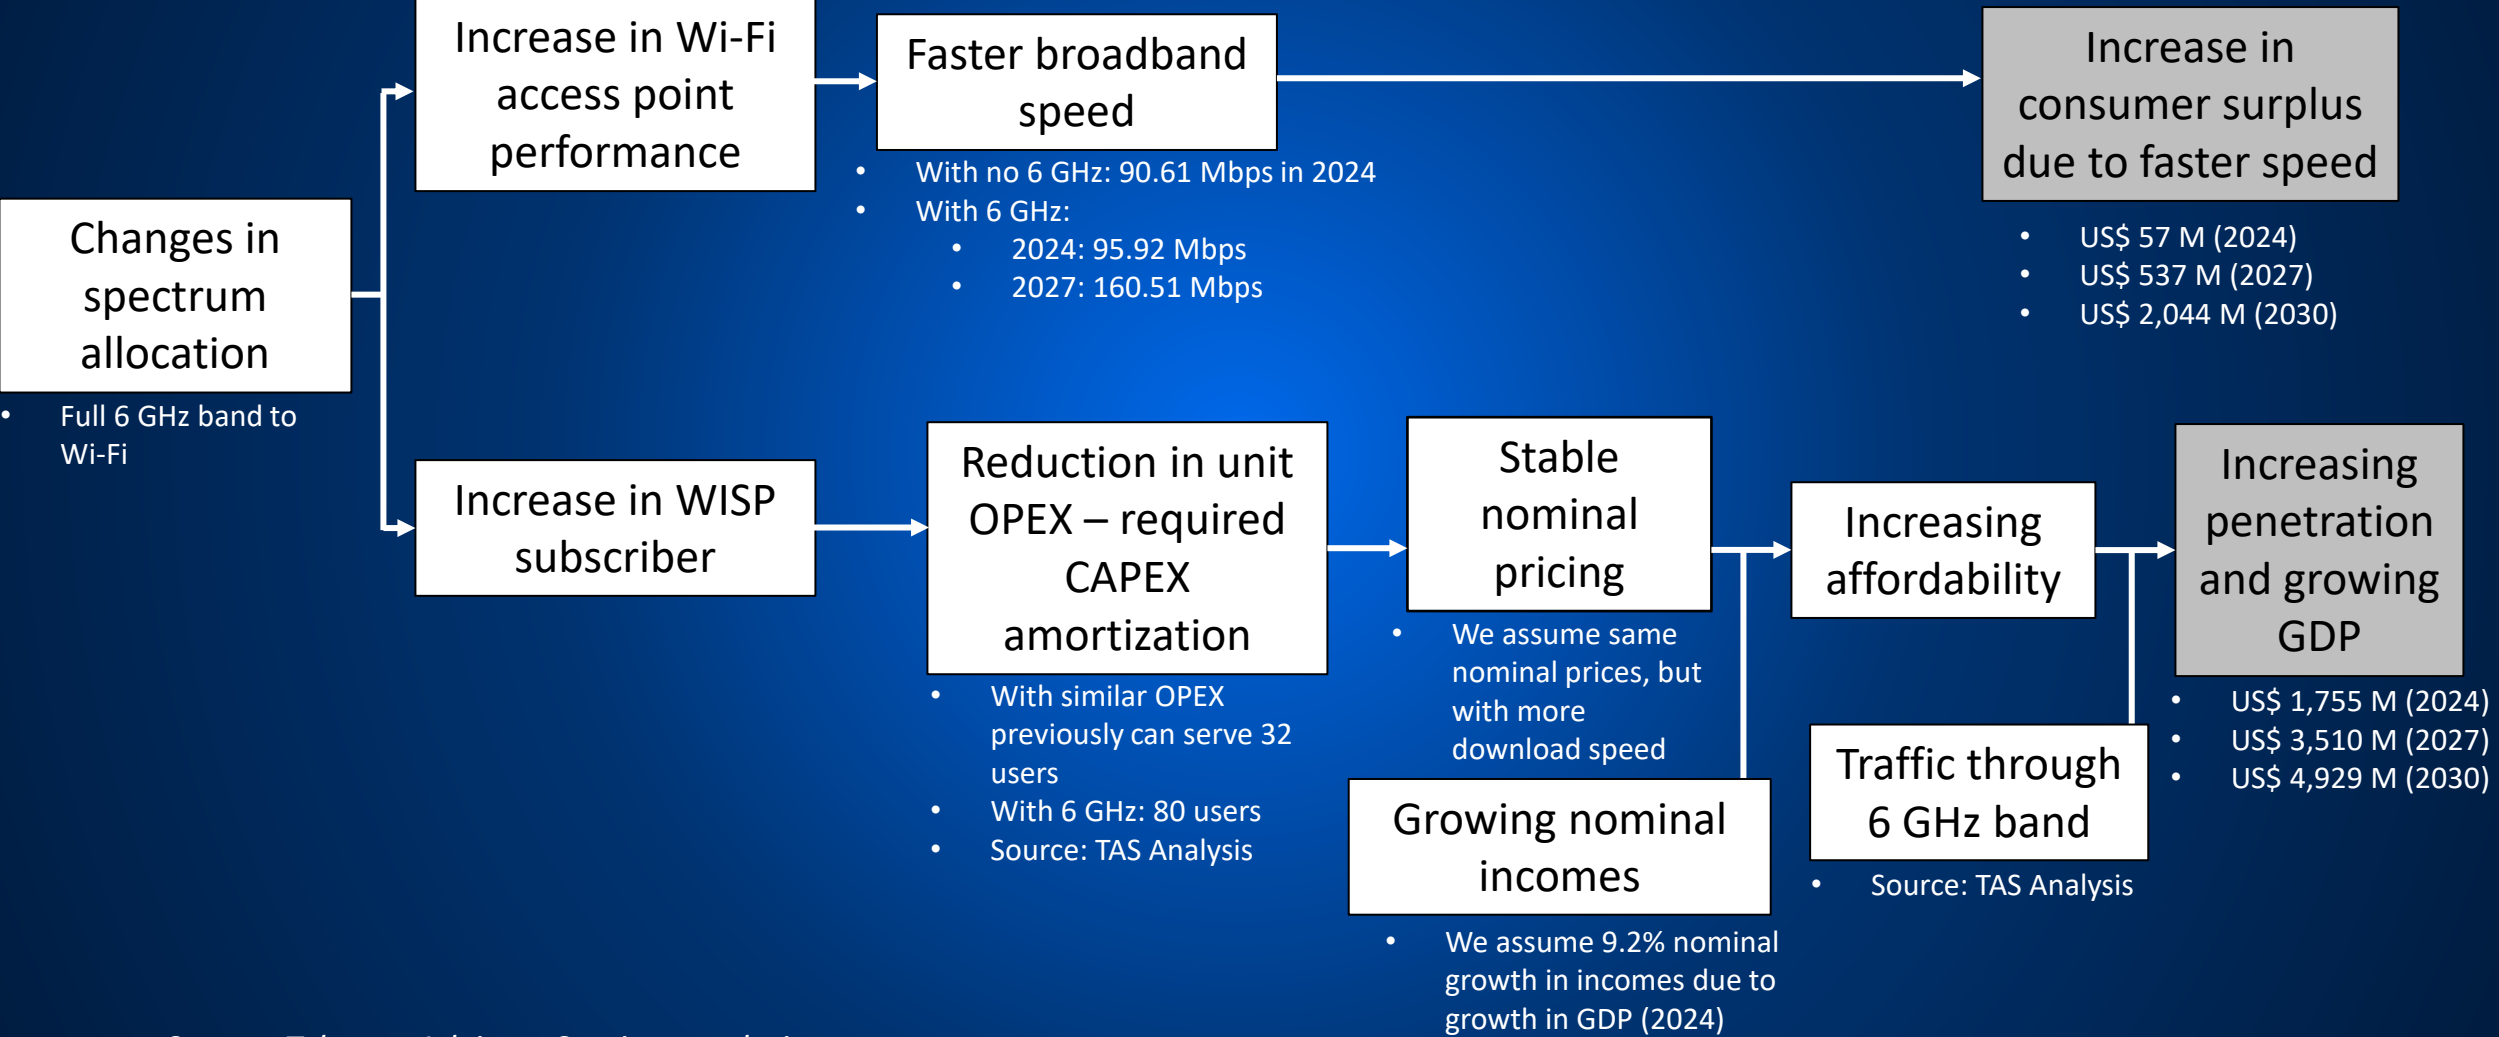 Increase in Wi-Fi
access point
performance
Faster broadband
speed
• With no 6 GHz: 90.61 Mbps in 2024
• With 6 GHz:
• 2024: 95.92 Mbps
• 2027: 160.51 Mbps
Increase in
consumer surplus
due to faster speed
• US$ 57 M (2024)
• US$ 537 M (2027)
• US$ 2,044 M (2030)
Changes in
spectrum
allocation
• Full 6 GHz band to
Wi-Fi
Increase in WISP
subscriber
Reduction in unit
OPEX – required
CAPEX
amortization
• With similar OPEX
previously can serve 32
users
• With 6 GHz: 80 users
• Source: TAS Analysis
Stable
nominal
pricing
• We assume same
nominal prices, but
with more
download speed
Growing nominal
incomes
• We assume 9.2% nominal
growth in incomes due to
growth in GDP (2024)
Increasing
affordability
Traffic through
6 GHz band
• Source: TAS Analysis
Increasing
penetration
and growing
GDP
• US$ 1,755 M (2024)
• US$ 3,510 M (2027)
• US$ 4,929 M (2030)